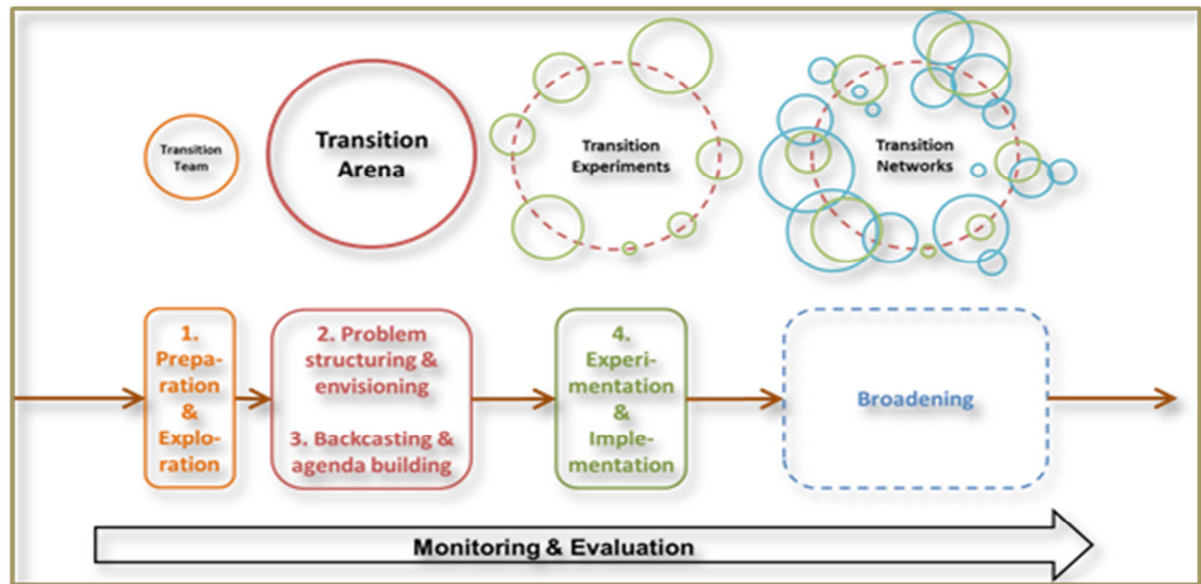 Transition
Team
Transition
Arena
Transition
Experiments
Transition
Networks
1.
Prepa-
ration
&
Explo-
ration
2. Problem
structuring &
envisioning
3. Backcasting &
agenda building
4.
Experi-
mentation
&
Imple-
mentation
Broadening
Monitoring & Evaluation